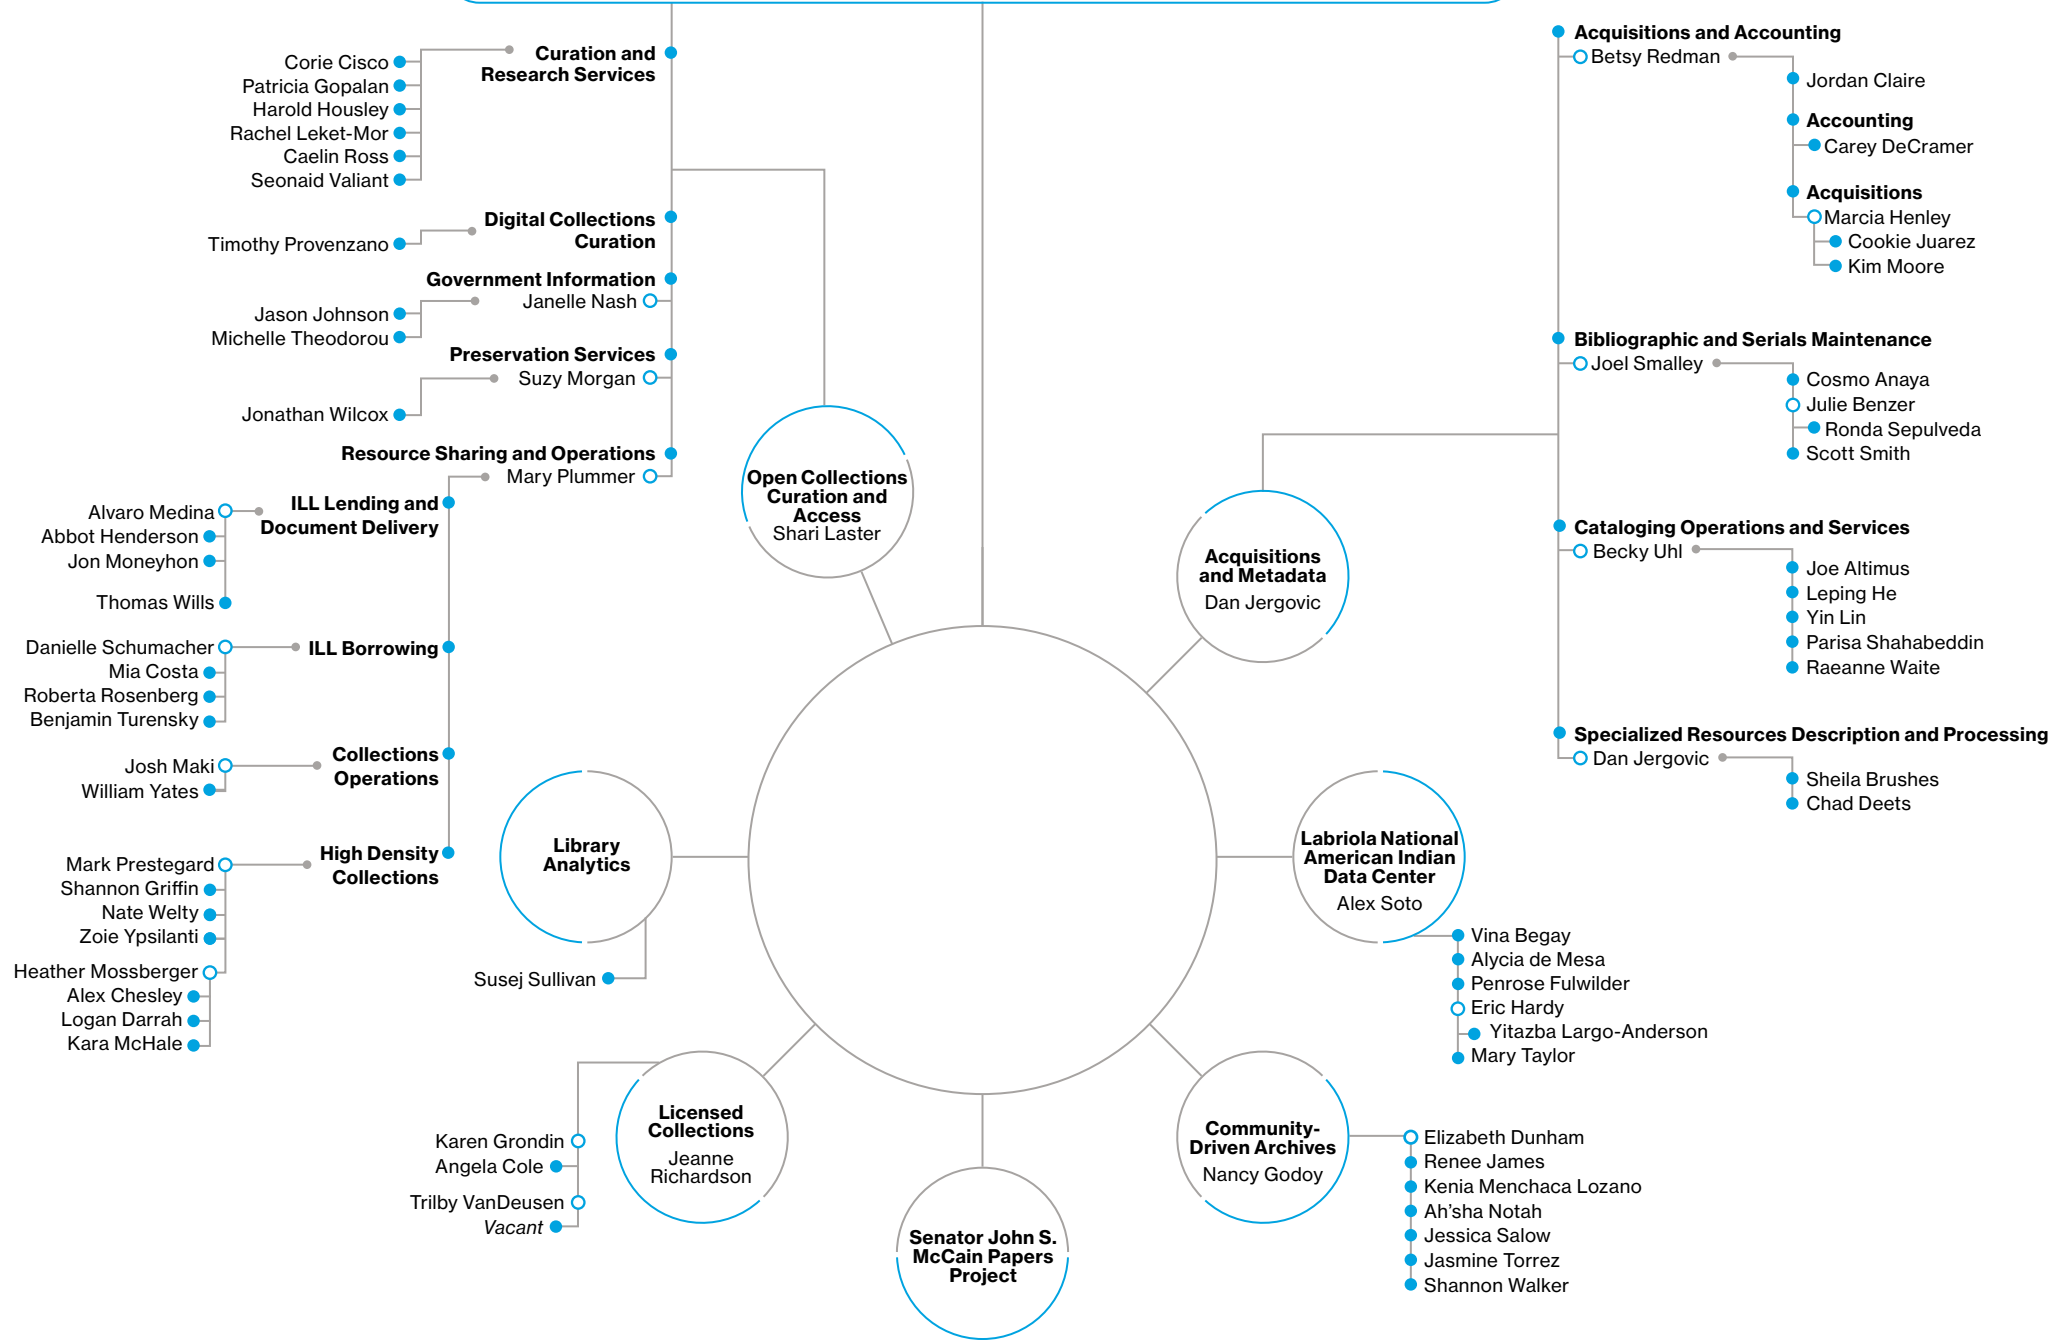 Curation and
Research Services
Corie Cisco
Patricia Gopalan
Harold Housley
Rachel Leket-Mor
Caelin Ross
Seonaid Valiant
Digital Collections
Curation
Timothy Provenzano
Government Information
Janelle Nash
Jason Johnson
Michelle Theodorou
Preservation Services
Suzy Morgan
Jonathan Wilcox
Resource Sharing and Operations
Mary Plummer
ILL Lending and
Document Delivery
Alvaro Medina
Abbot Henderson
Jon Moneyhon
Thomas Wills
ILL Borrowing
Danielle Schumacher
Mia Costa
Roberta Rosenberg
Benjamin Turensky
Collections
Operations
Josh Maki
William Yates
High Density
Collections
Mark Prestegard
Shannon Griffin
Nate Welty
Zoie Ypsilanti
Heather Mossberger
Alex Chesley
Logan Darrah
Kara McHale
Open Collections
Curation and
Access
Shari Laster
Acquisitions
and Metadata
Dan Jergovic
Acquisitions and Accounting
Betsy Redman
Jordan Claire
Accounting
Carey DeCramer
Acquisitions
Marcia Henley
Cookie Juarez
Kim Moore
Bibliographic and Serials Maintenance
Joel Smalley
Cosmo Anaya
Julie Benzer
Ronda Sepulveda
Scott Smith
Cataloging Operations and Services
Becky Uhl
Joe Altimus
Leping He
Yin Lin
Parisa Shahabeddin
Raeanne Waite
Specialized Resources Description and Processing
Dan Jergovic
Sheila Brushes
Chad Deets
Library
Analytics
Susej Sullivan
Labriola National
American Indian
Data Center
Alex Soto
Vina Begay
Alycia de Mesa
Penrose Fulwilder
Eric Hardy
Yitazba Largo-Anderson
Mary Taylor
Licensed
Collections
Jeanne
Richardson
Karen Grondin
Angela Cole
Trilby VanDeusen
Vacant
Senator John S.
McCain Papers
Project
Community-
Driven Archives
Nancy Godoy
Elizabeth Dunham
Renee James
Kenia Menchaca Lozano
Ah'sha Notah
Jessica Salow
Jasmine Torrez
Shannon Walker